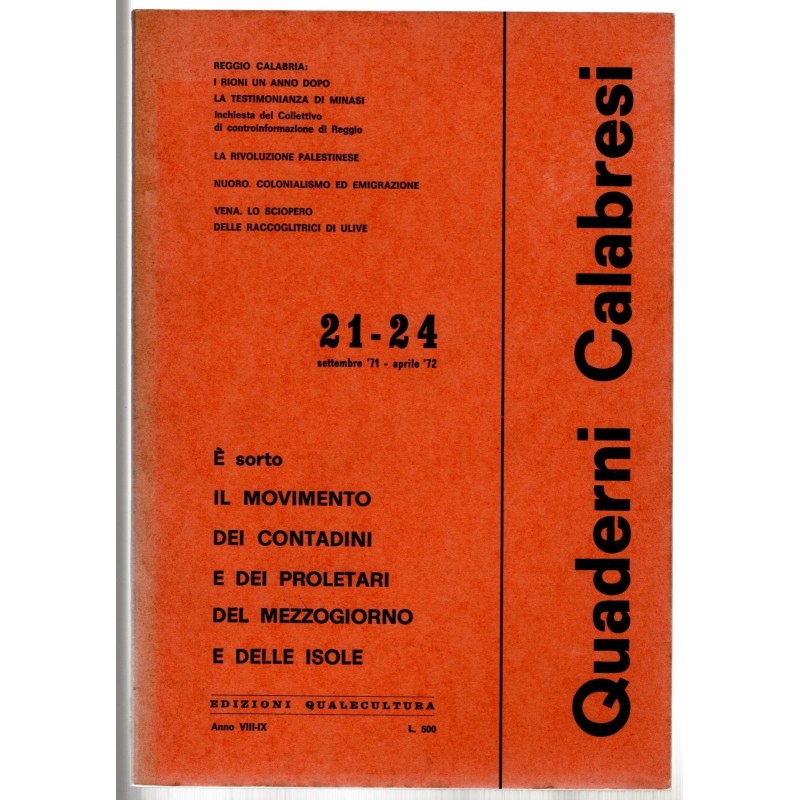 REGGIO CALABRIA:
I RIONI UN ANNO DOPO
LA TESTIMONIANZA DI MINASI
inchiesta del Collettivo
di controinformazione di Reggio
LA RIVOLUZIONE PALESTINESE
NUORO. COLONIALISMO ED EMIGRAZIONE
VENA. LO SCIOPERO
DELLE RACCOGLITRICI DI ULIVE
21-24
settembre '71 - aprile '72
È sorto
IL MOVIMENTO
DEI CONTADINI
E DEI PROLETARI
DEL MEZZOGIORNO
E DELLE ISOLE
EDIZIONI QUALECULTURA
Anno VIII-IX L. 500
Quaderni Calabresi